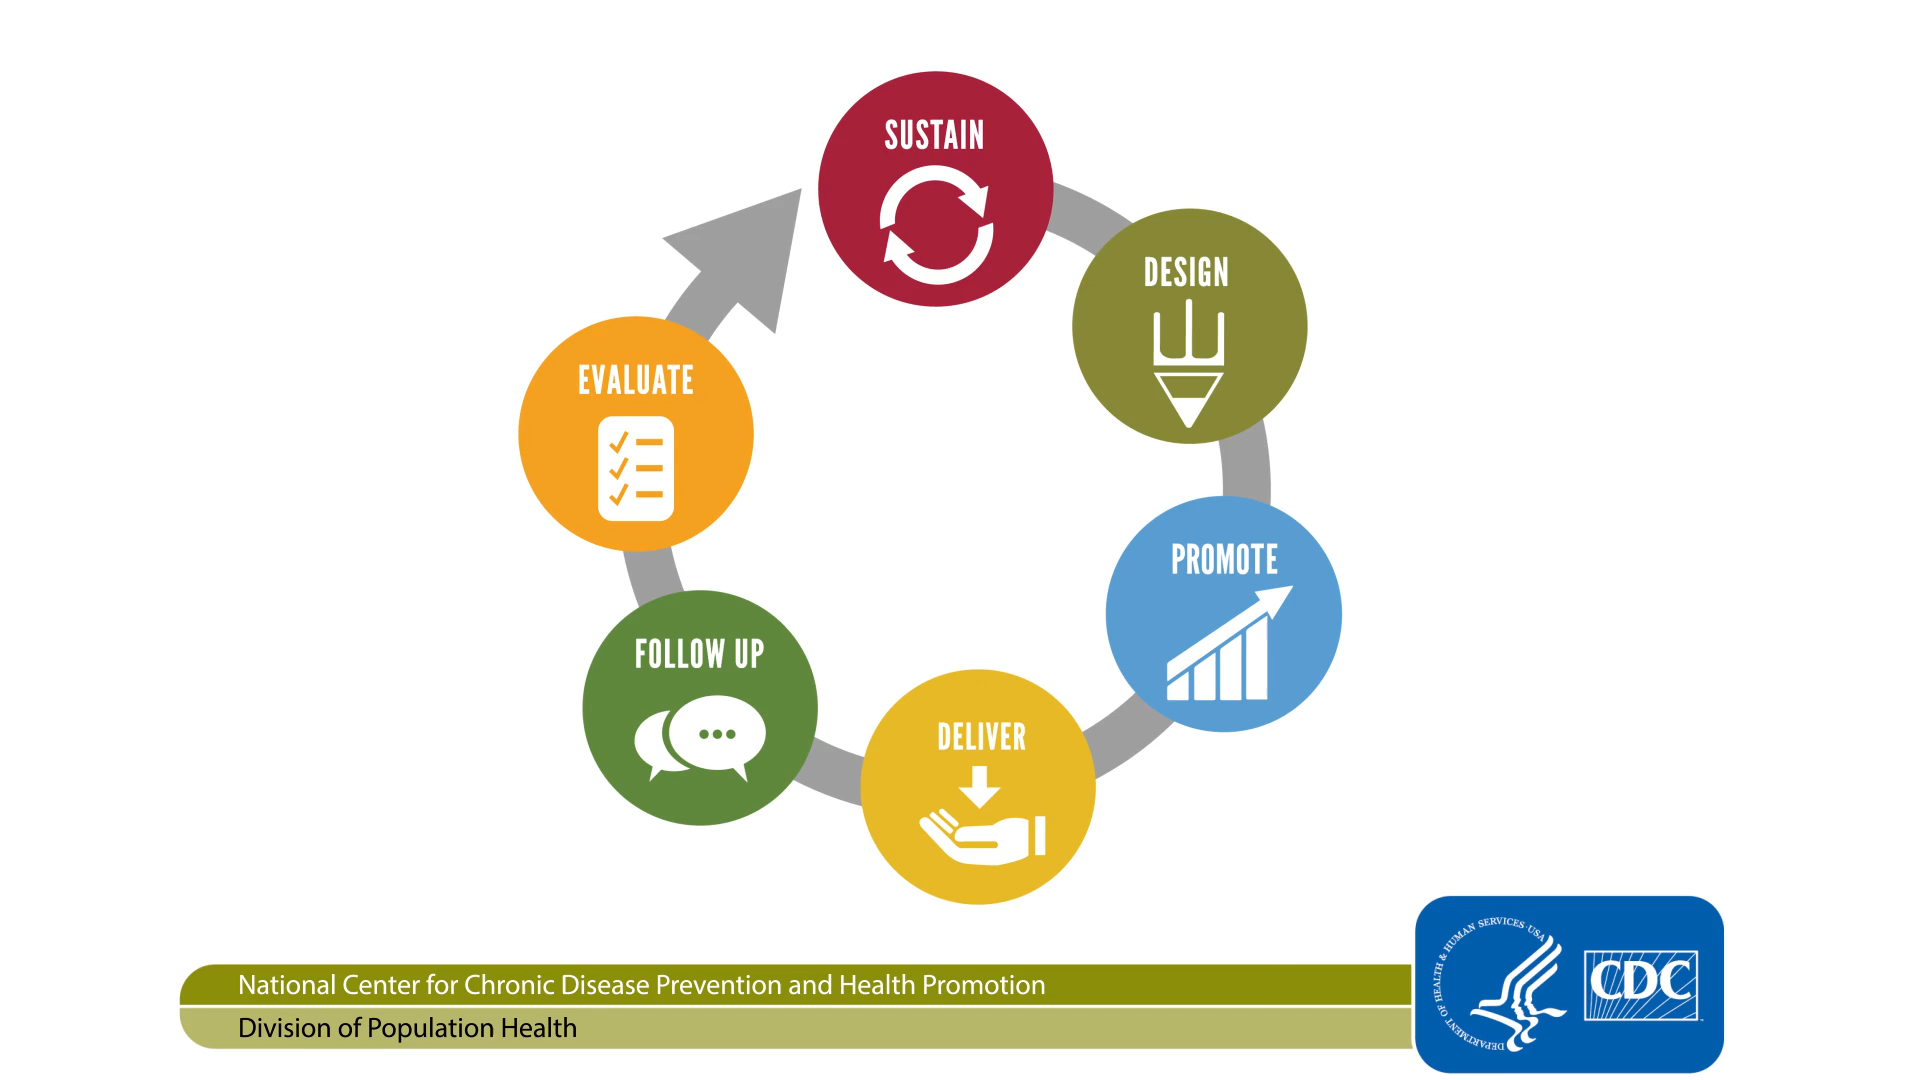 SUSTAIN
DESIGN
PROMOTE
DELIVER
FOLLOW UP
EVALUATE
National Center for Chronic Disease Prevention and Health Promotion
Division of Population Health
DEPARTMENT OF HEALTH & HUMAN SERVICES · USA
CDC